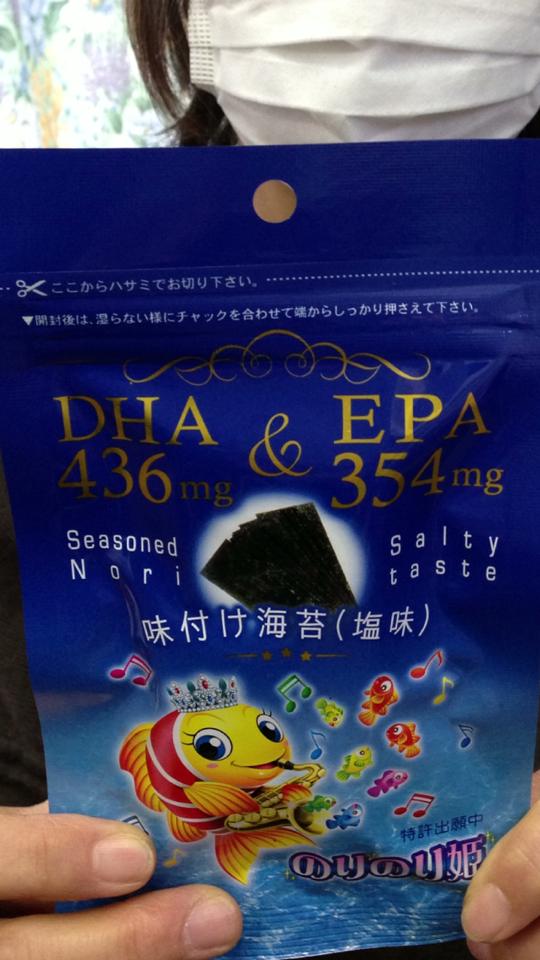 ここからハサミでお切り下さい。
▼開封後は、湿らない様にチャックを合わせて端からしっかり押さえて下さい。
DHA & EPA
436mg 354mg
Seasoned Salty
Nori taste
味付け海苔(塩味)
特許出願中
のりのり姫